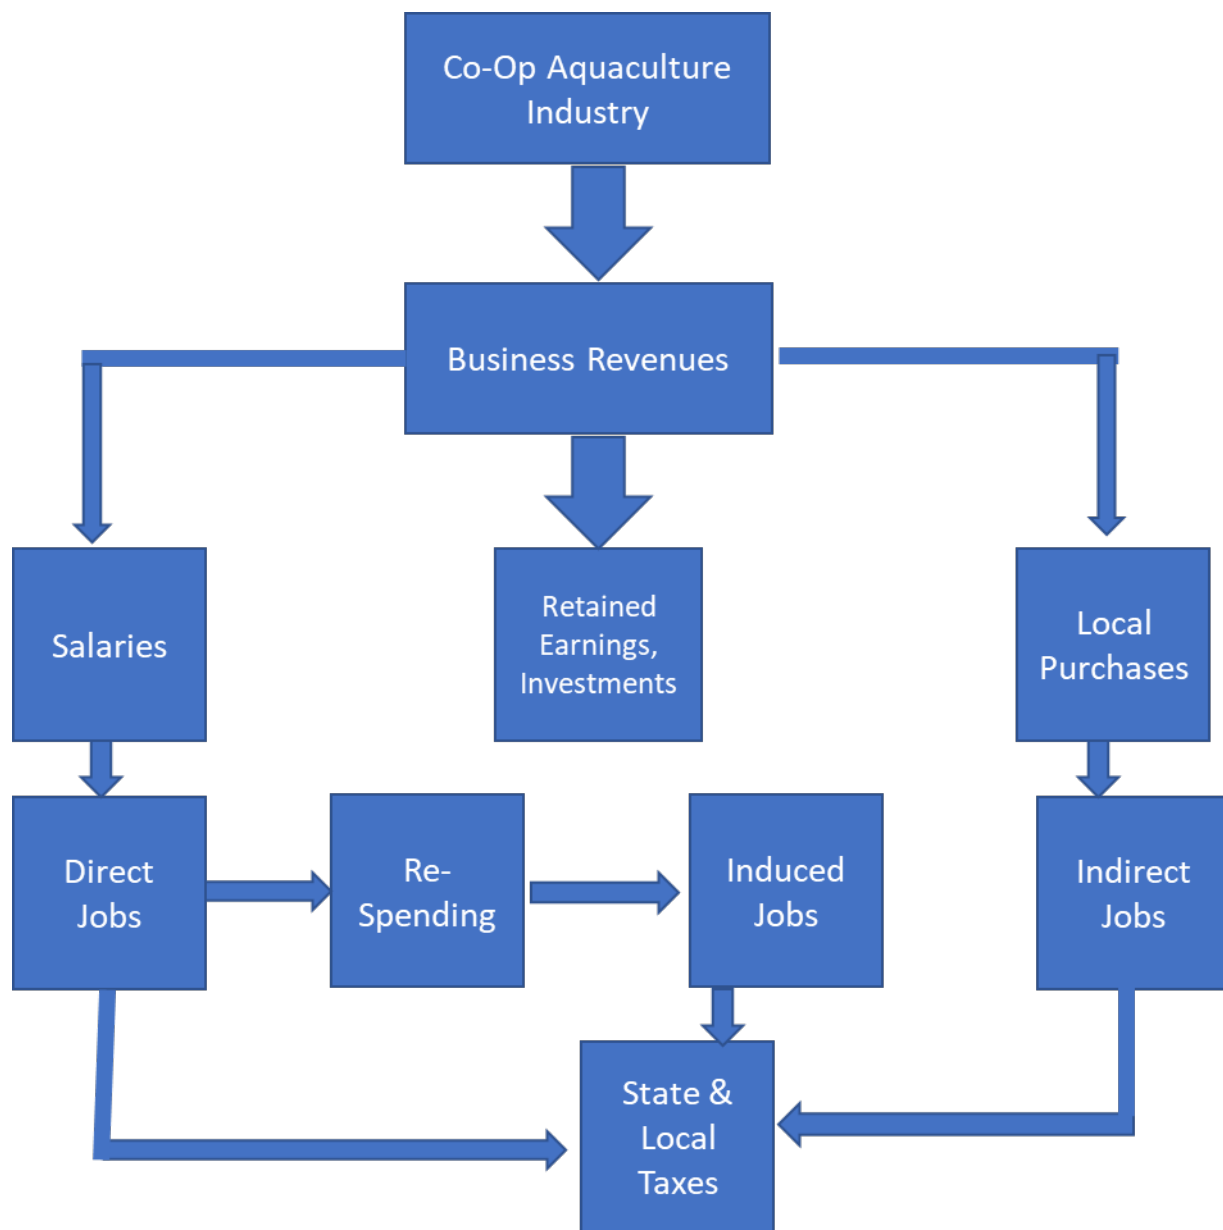 Co-Op Aquaculture
Industry
Business Revenues
Salaries
Retained
Earnings,
Investments
Local
Purchases
Direct
Jobs
Re-
Spending
Induced
Jobs
Indirect
Jobs
State &
Local
Taxes